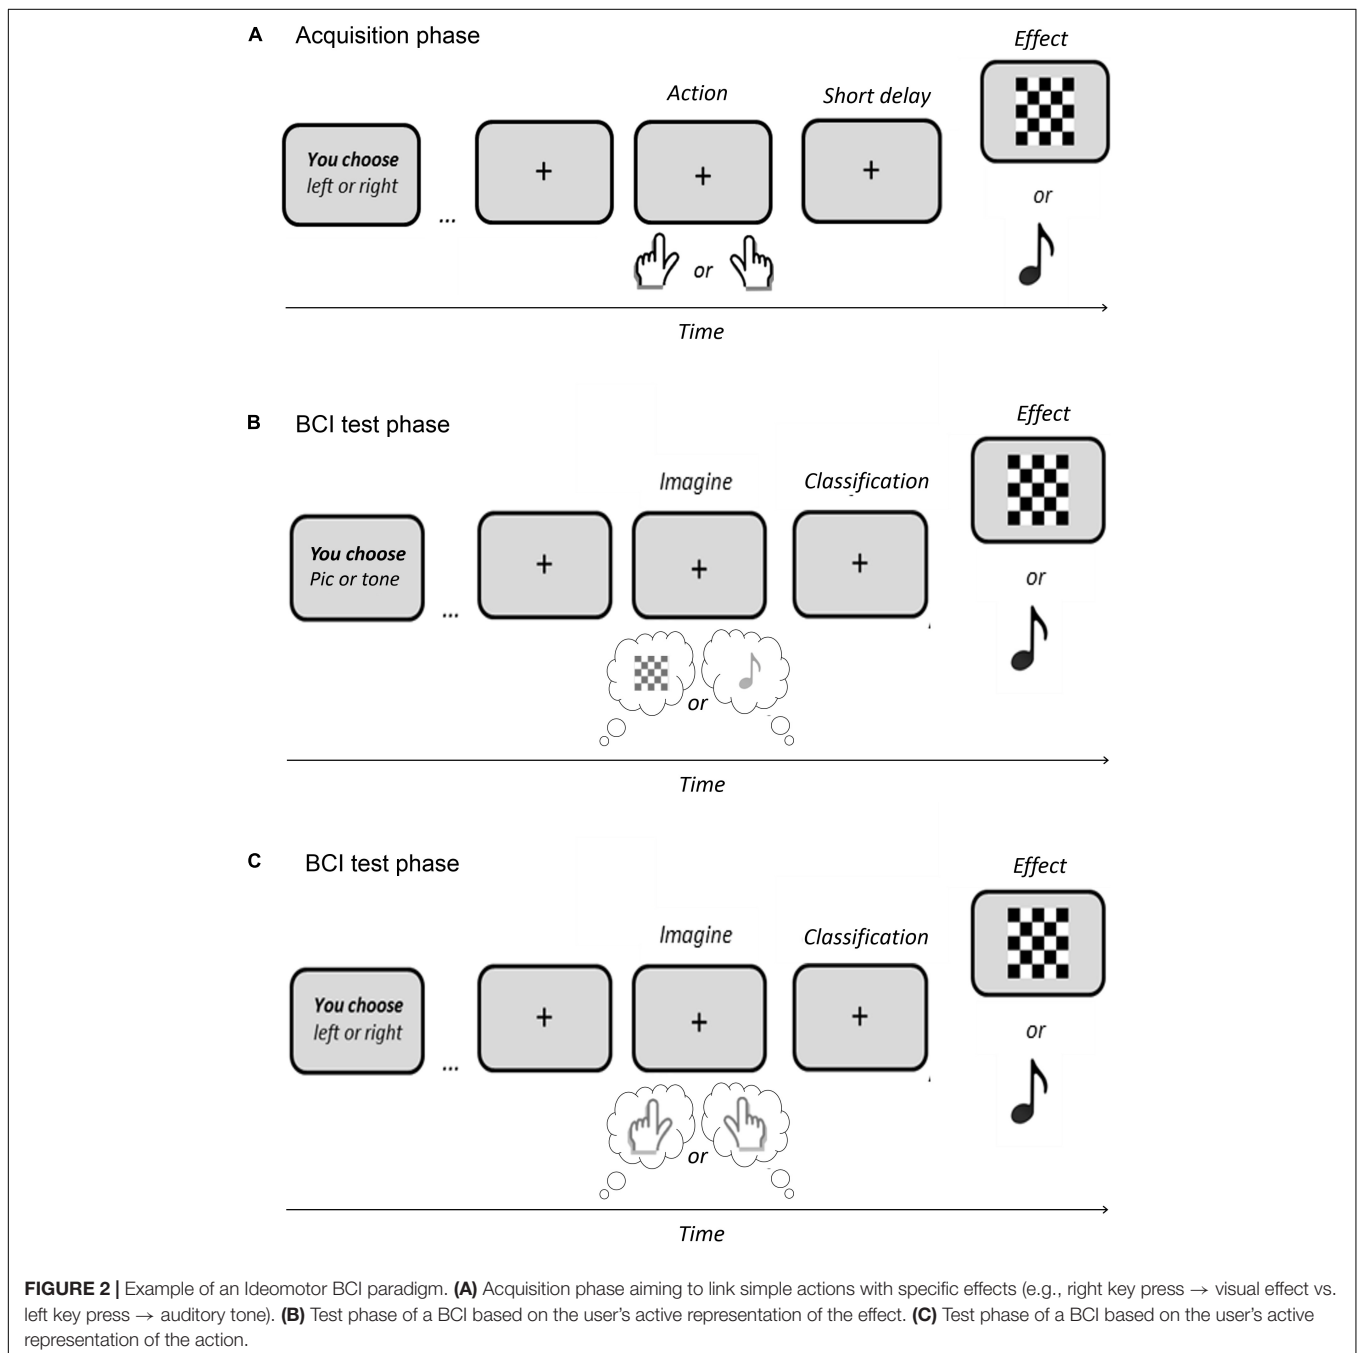 A Acquisition phase
Effect
Action
Short delay
You choose
left or right
+
+
+
...
or
or
Time
B BCI test phase
Effect
Imagine
Classification
You choose
Pic or tone
+
+
+
...
or
or
Time
C BCI test phase
Effect
Imagine
Classification
You choose
left or right
+
+
+
...
or
or
Time
FIGURE 2 | Example of an Ideomotor BCI paradigm. (A) Acquisition phase aiming to link simple actions with specific effects (e.g., right key press → visual effect vs.
left key press → auditory tone). (B) Test phase of a BCI based on the user's active representation of the effect. (C) Test phase of a BCI based on the user's active
representation of the action.